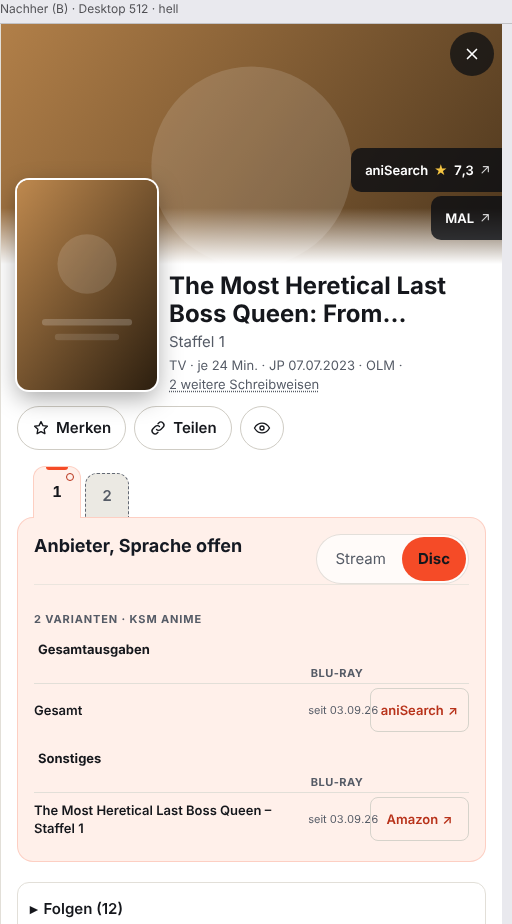 Nachher (B) · Desktop 512 · hell
×
aniSearch ★ 7,3 ↗
MAL ↗
The Most Heretical Last
Boss Queen: From…
Staffel 1
TV · je 24 Min. · JP 07.07.2023 · OLM ·
2 weitere Schreibweisen
Merken
Teilen
1
2
Anbieter, Sprache offen
Stream
Disc
2 VARIANTEN · KSM ANIME
Gesamtausgaben
BLU-RAY
Gesamt
seit 03.09.26
aniSearch ↗
Sonstiges
BLU-RAY
The Most Heretical Last Boss Queen –
Staffel 1
seit 03.09.26
Amazon ↗
▸ Folgen (12)